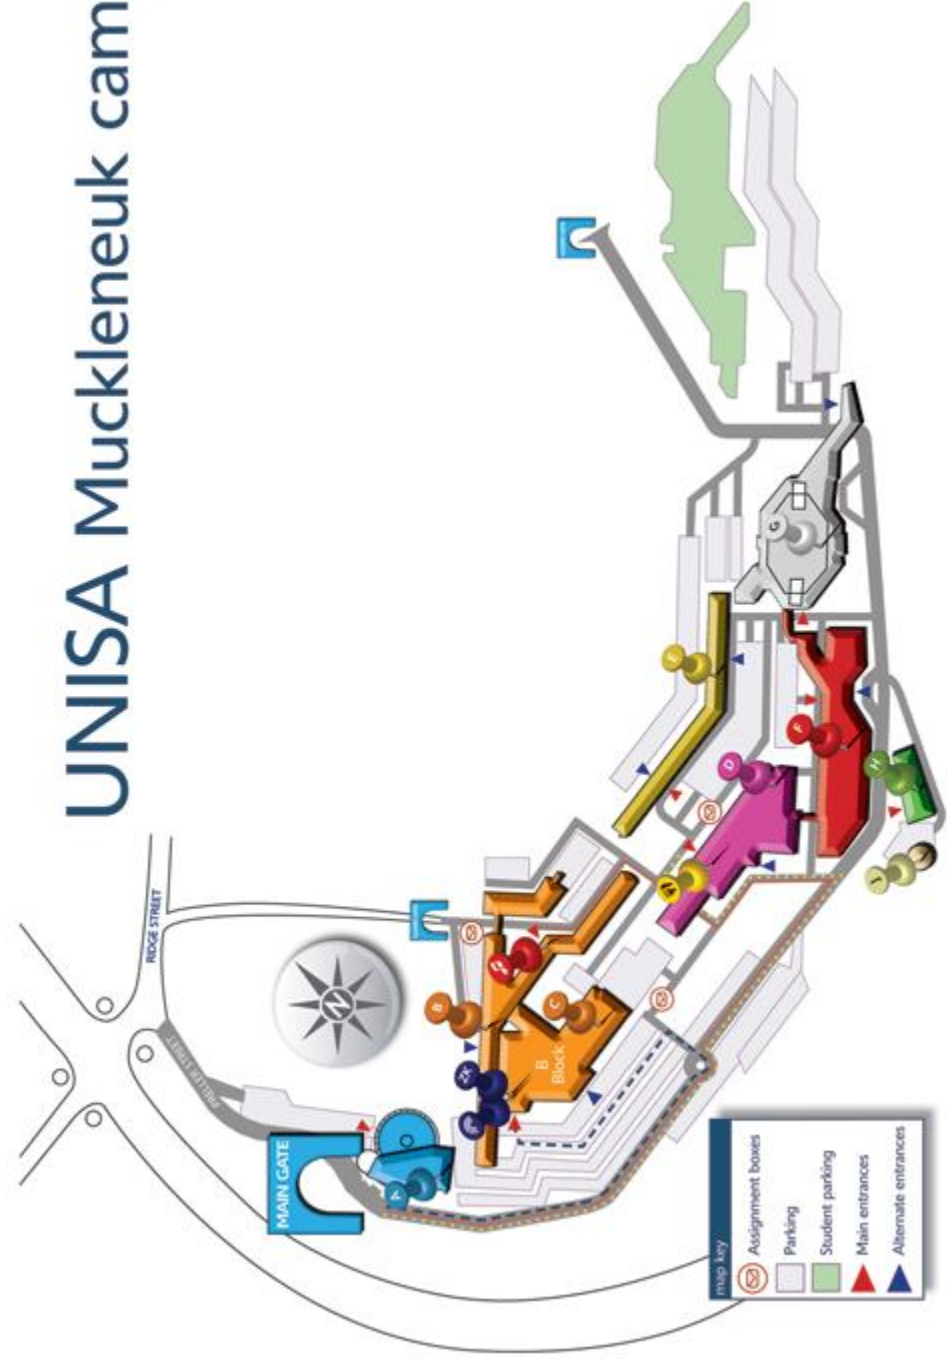 UNISA Muckleneuk cam
RIDGE STREET
PRELLER STREET
MAIN GATE
A
B
ZK
B
Block
C
D
E
F
G
H
map key
Assignment boxes
Parking
Student parking
Main entrances
Alternate entrances
N